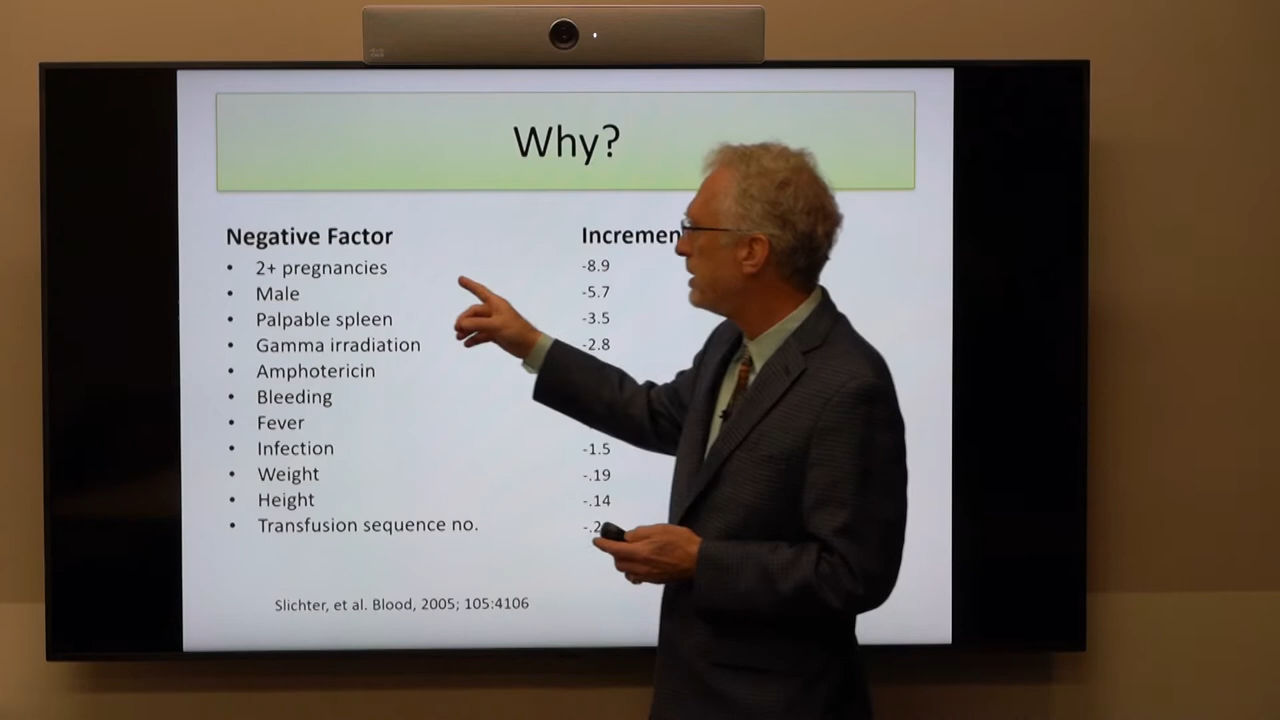 Why?
Negative Factor Incremen
• 2+ pregnancies -8.9
• Male -5.7
• Palpable spleen -3.5
• Gamma irradiation -2.8
• Amphotericin
• Bleeding
• Fever
• Infection -1.5
• Weight -.19
• Height -.14
• Transfusion sequence no. -.2
Slichter, et al. Blood, 2005; 105:4106